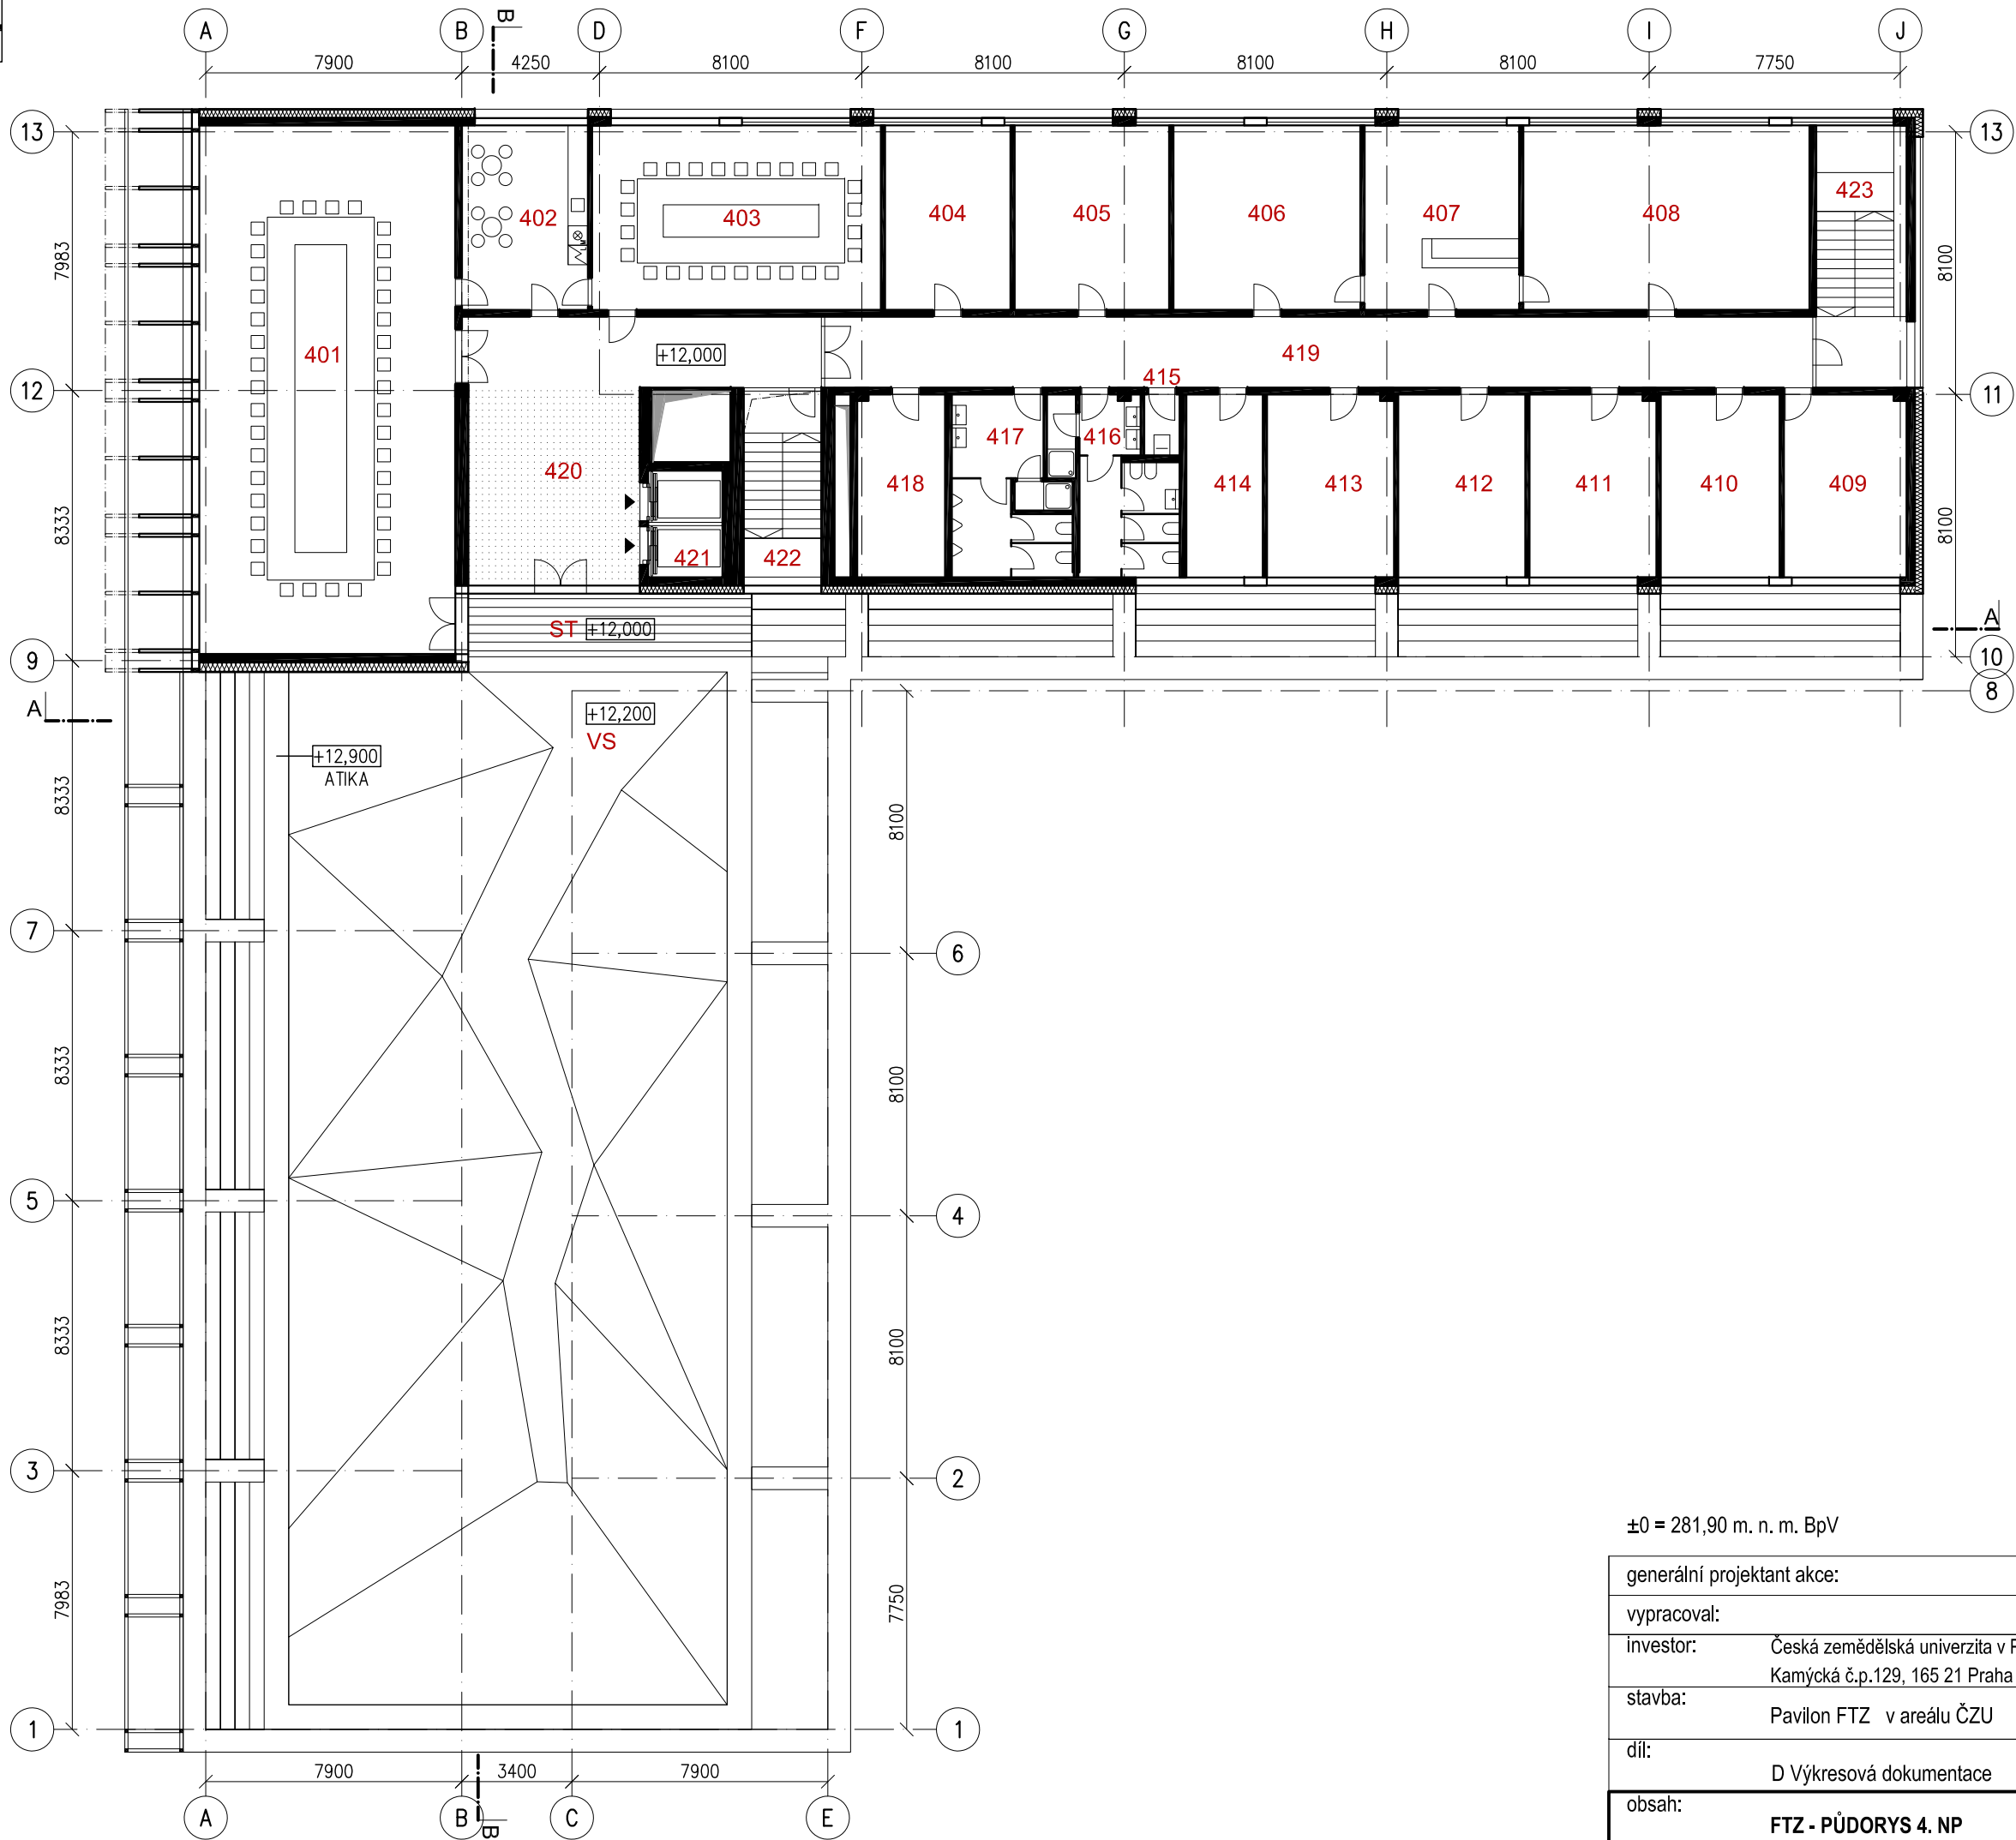 B
A B D F G H I J
7900 4250 8100 8100 8100 8100 7750
13 13
402 403 404 405 406 407 408 423
7983 8100
401 +12,000 419
12 415 11
417 416
420 418 414 413 412 411 410 409
8333 8100
421 422
ST +12,000 A
9 10
8
A +12,200
VS
+12,900
ATIKA
8333 8100
7 6
8333 8100
5 4
8333 8100
3 2
±0 = 281,90 m. n. m. BpV
generální projektant akce:
7983 7750
vypracoval:
investor: Česká zemědělská univerzita v P
Kamýcká č.p.129, 165 21 Praha
stavba: Pavilon FTZ v areálu ČZU
1 1
díl: D Výkresová dokumentace
7900 3400 7900
obsah: FTZ - PŮDORYS 4. NP
A B C E
B